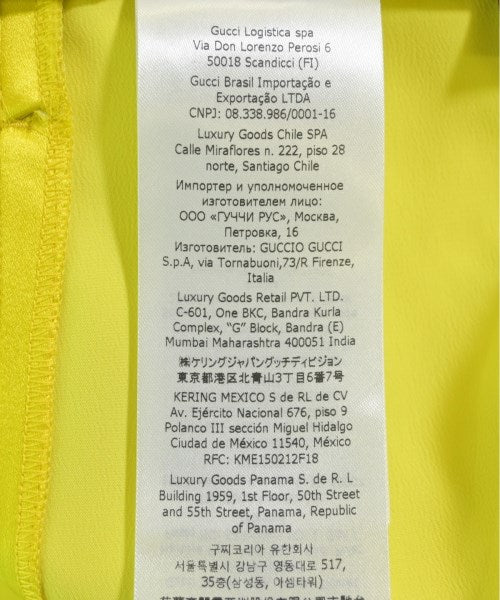 Gucci Logistica spa
Via Don Lorenzo Perosi 6
50018 Scandicci (FI)
Gucci Brasil Importação e
Exportação LTDA
CNPJ: 08.338.986/0001-16
Luxury Goods Chile SPA
Calle Miraflores n. 222, piso 28
norte, Santiago Chile
Импортер и уполномоченное
изготовителем лицо:
ООО «ГУЧЧИ РУС», Москва,
Петровка, 16
Изготовитель: GUCCIO GUCCI
S.p.A, via Tornabuoni,73/R Firenze,
Italia
Luxury Goods Retail PVT. LTD.
C-601, One BKC, Bandra Kurla
Complex, “G” Block, Bandra (E)
Mumbai Maharashtra 400051 India
㈱ケリングジャパングッチディビジョン
東京都港区北青山3丁目6番7号
KERING MEXICO S de RL de CV
Av. Ejército Nacional 676, piso 9
Polanco III sección Miguel Hidalgo
Ciudad de México 11540, México
RFC: KME150212F18
Luxury Goods Panama S. de R. L
Building 1959, 1st Floor, 50th Street
and 55th Street, Panama, Republic
of Panama
구찌코리아 유한회사
서울특별시 강남구 영동대로 517,
35층(삼성동, 아셈타워)